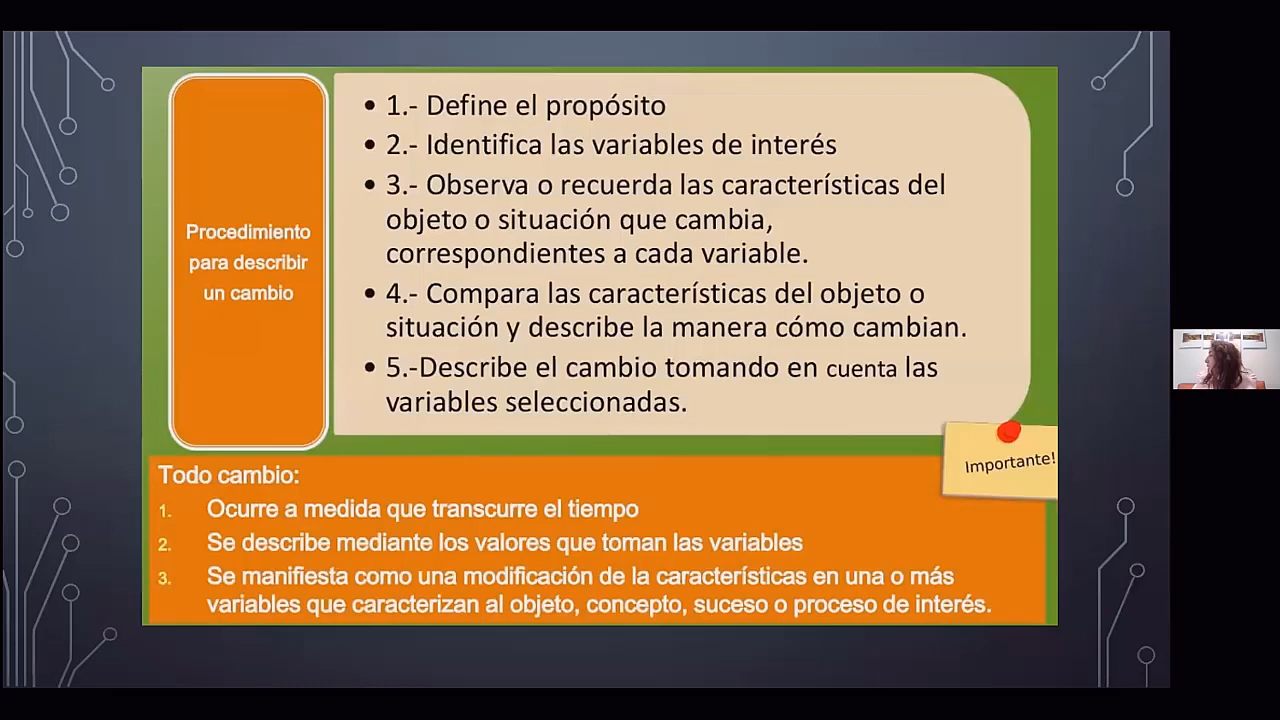 Procedimiento
para describir
un cambio
• 1.- Define el propósito
• 2.- Identifica las variables de interés
• 3.- Observa o recuerda las características del
objeto o situación que cambia,
correspondientes a cada variable.
• 4.- Compara las características del objeto o
situación y describe la manera cómo cambian.
• 5.-Describe el cambio tomando en cuenta las
variables seleccionadas.
Importante!
Todo cambio:
1. Ocurre a medida que transcurre el tiempo
2. Se describe mediante los valores que toman las variables
3. Se manifiesta como una modificación de la características en una o más
variables que caracterizan al objeto, concepto, suceso o proceso de interés.